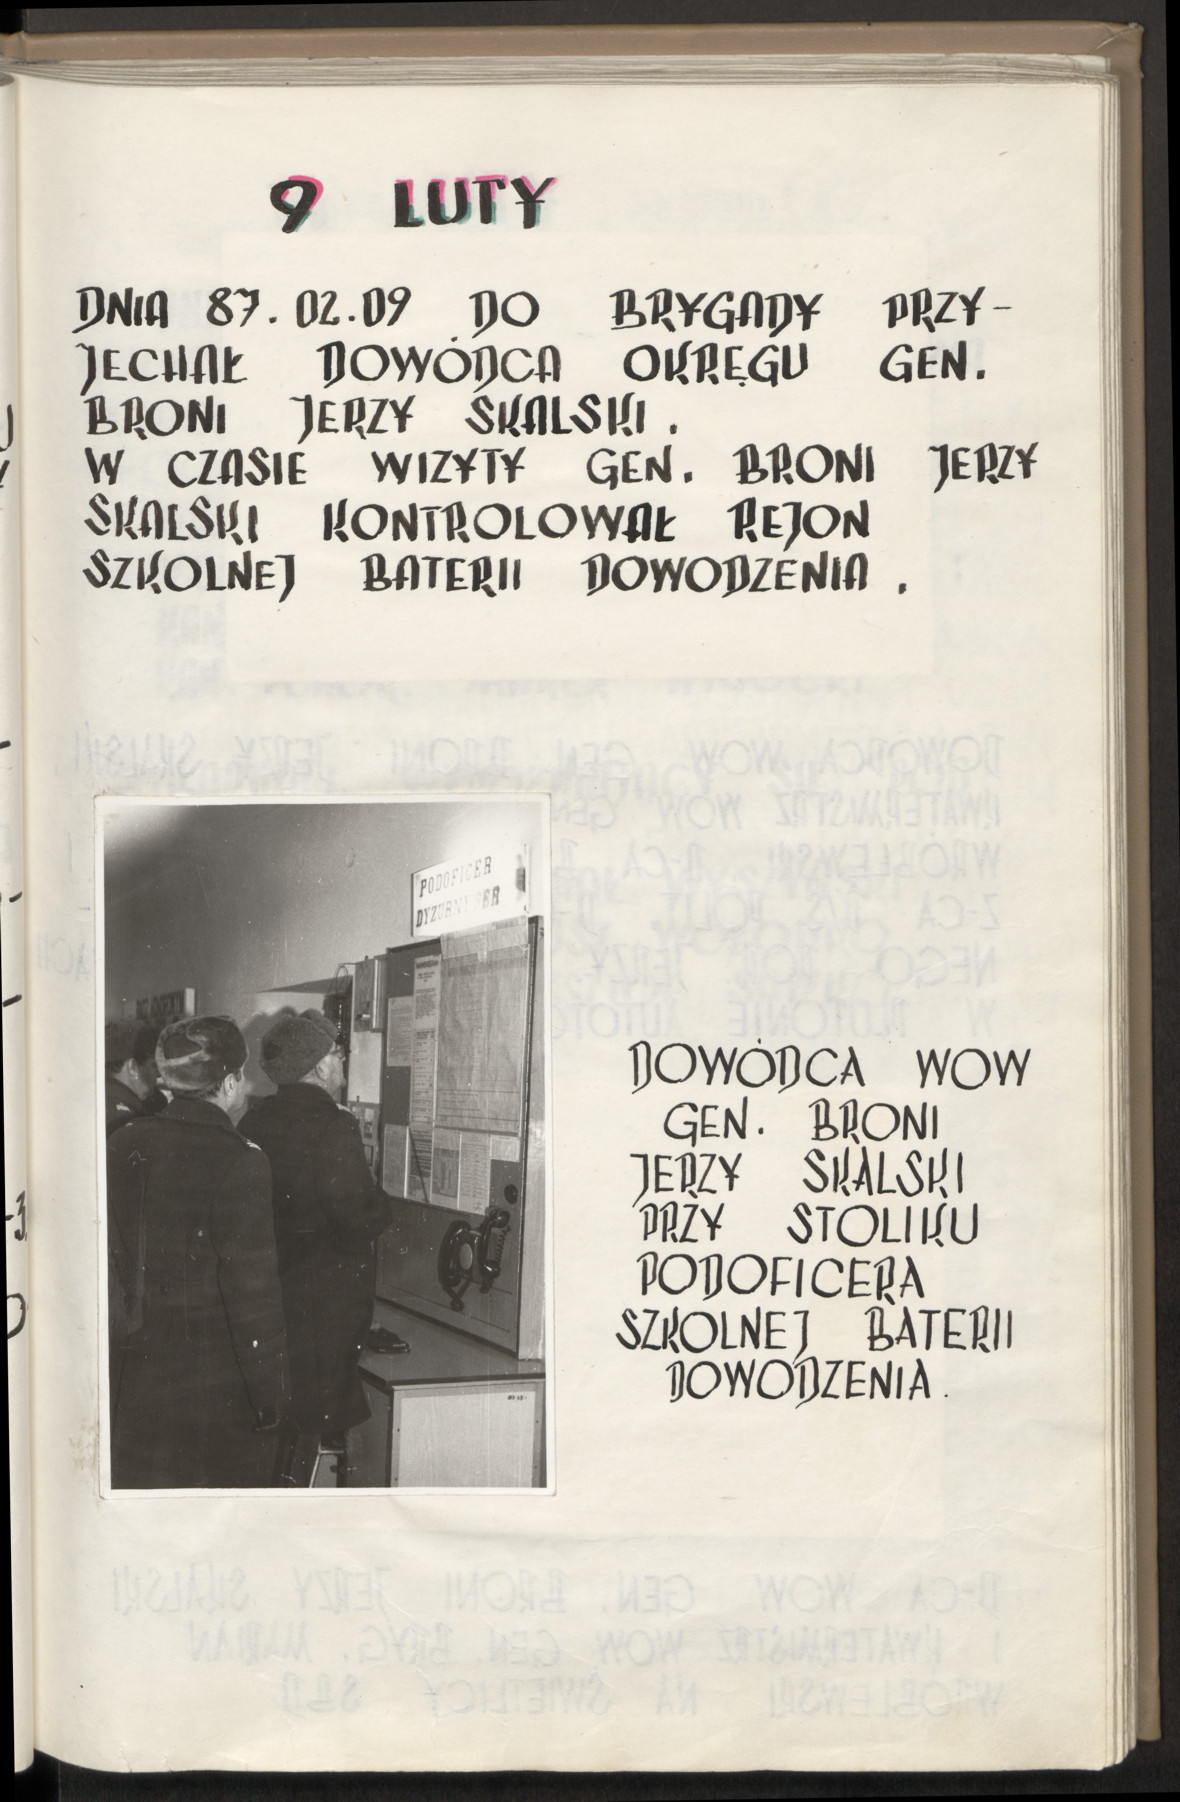 9 LUTY
DNIA 87.02.09 DO BRYGADY PRZY-
JECHAŁ DOWÓDCA OKRĘGU GEN.
BRONI JERZY SKALSKI.
W CZASIE WIZYTY GEN. BRONI JERZY
SKALSKI KONTROLOWAŁ REJON
SZKOLNEJ BATERII DOWODZENIA.
PODOFICER
DYŻURNY SBR
DOWÓDCA WOW
GEN. BRONI
JERZY SKALSKI
PRZY STOLIKU
PODOFICERA
SZKOLNEJ BATERII
DOWODZENIA.